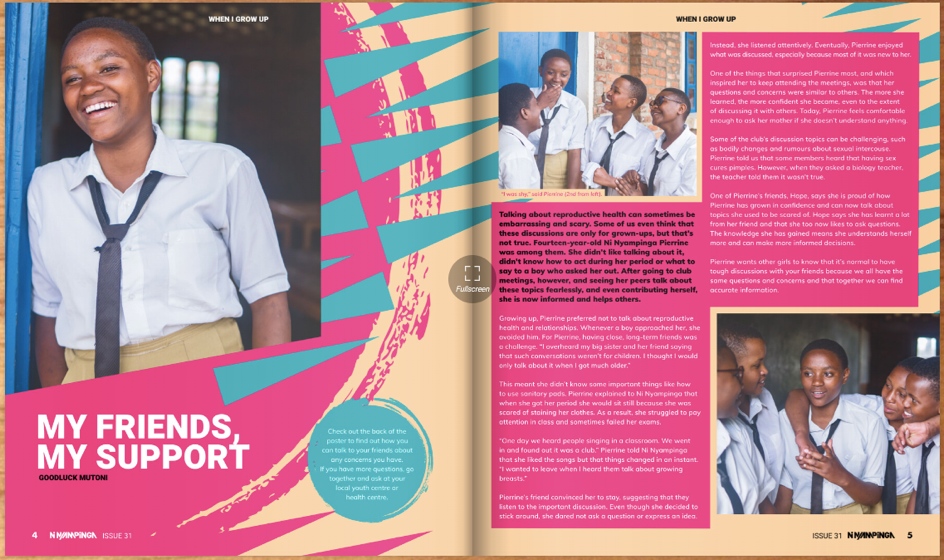 WHEN I GROW UP
MY FRIENDS,
MY SUPPORT
GOODLUCK MUTONI
Check out the back of the
poster to find out how you
can talk to your friends about
any concerns you have.
If you have more questions, go
together and ask at your
local youth centre or
health centre.
4 NI NYAMPINGA ISSUE 31
Fullscreen
WHEN I GROW UP
"I was shy," said Pierrine (2nd from left).
Talking about reproductive health can sometimes be
embarrassing and scary. Some of us even think that
these discussions are only for grown-ups, but that's
not true. Fourteen-year-old Ni Nyampinga Pierrine
was among them. She didn't like talking about it,
didn't know how to act during her period or what to
say to a boy who asked her out. After going to club
meetings, however, and seeing her peers talk about
these topics fearlessly, and even contributing herself,
she is now informed and helps others.
Growing up, Pierrine preferred not to talk about reproductive
health and relationships. Whenever a boy approached her, she
avoided him. For Pierrine, having close, long-term friends was
a challenge. "I overheard my big sister and her friend saying
that such conversations weren't for children. I thought I would
only talk about it when I got much older."
This meant she didn't know some important things like how
to use sanitary pads. Pierrine explained to Ni Nyampinga that
when she got her period she would sit still because she was
scared of staining her clothes. As a result, she struggled to pay
attention in class and sometimes failed her exams.
"One day we heard people singing in a classroom. We went
in and found out it was a club." Pierrine told Ni Nyampinga
that she liked the songs but that things changed in an instant.
"I wanted to leave when I heard them talk about growing
breasts."
Pierrine's friend convinced her to stay, suggesting that they
listen to the important discussion. Even though she decided to
stick around, she dared not ask a question or express an idea.
Instead, she listened attentively. Eventually, Pierrine enjoyed
what was discussed, especially because most of it was new to her.
One of the things that surprised Pierrine most, and which
inspired her to keep attending the meetings, was that her
questions and concerns were similar to others. The more she
learned, the more confident she became, even to the extent
of discussing it with others. Today, Pierrine feels comfortable
enough to ask her mother if she doesn't understand anything.
Some of the club's discussion topics can be challenging, such
as bodily changes and rumours about sexual intercouse.
Pierrine told us that some members heard that having sex
cures pimples. However, when they asked a biology teacher,
the teacher told them it wasn't true.
One of Pierrine's friends, Hope, says she is proud of how
Pierrine has grown in confidence and can now talk about
topics she used to be scared of. Hope says she has learnt a lot
from her friend and that she too now likes to ask questions.
The knowledge she has gained means she understands herself
more and can make more informed decisions.
Pierrine wants other girls to know that it's normal to have
tough discussions with your friends because we all have the
same questions and concerns and that together we can find
accurate information.
ISSUE 31 NI NYAMPINGA 5